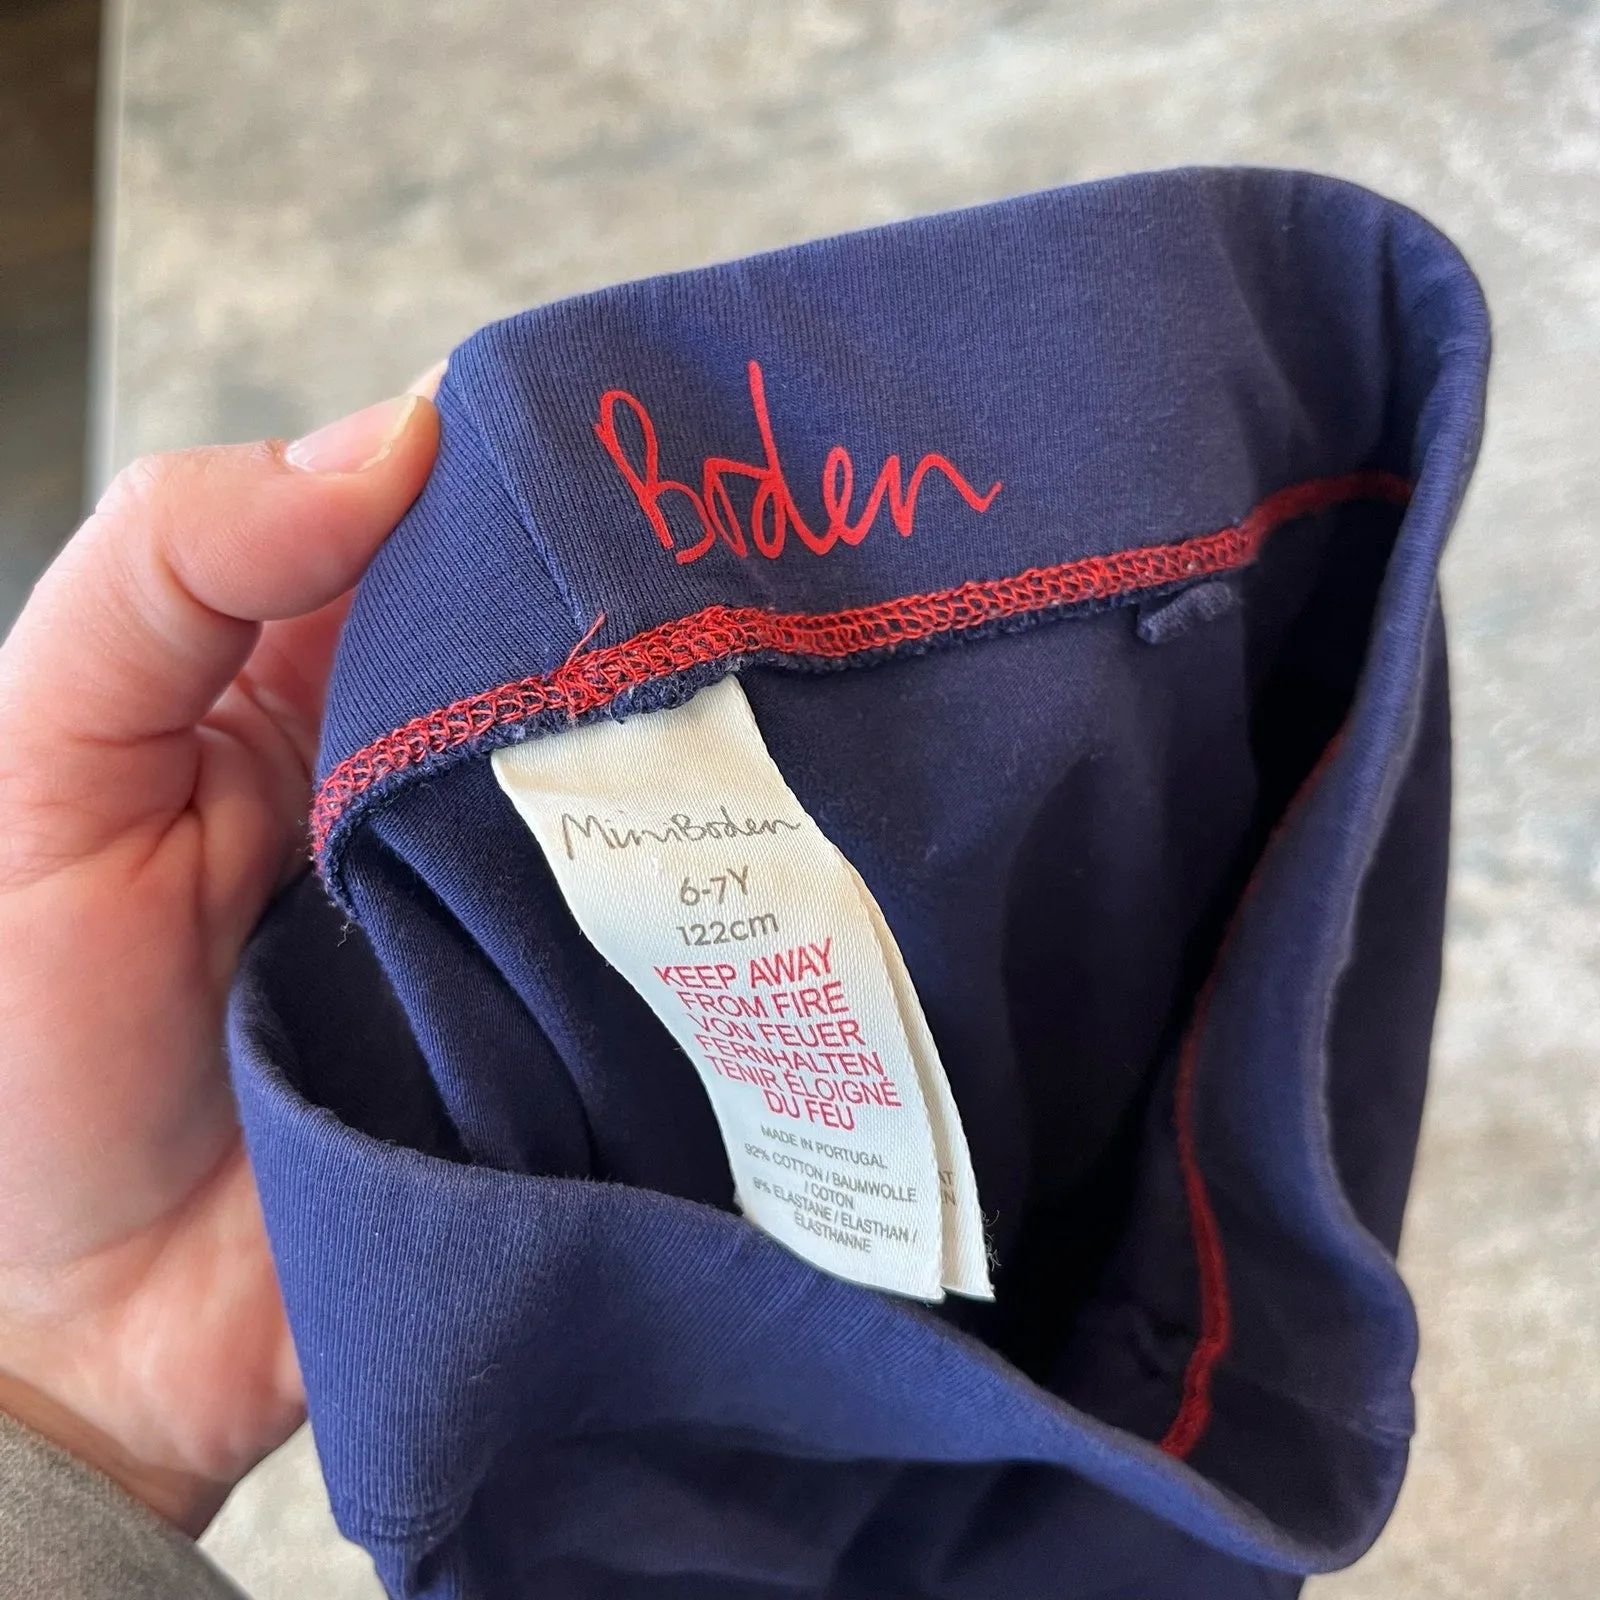 Boden
MiniBoden
6-7Y
122cm
KEEP AWAY
FROM FIRE
VON FEUER
FERNHALTEN
TENIR ÉLOIGNÉ
DU FEU
MADE IN PORTUGAL
92% COTTON / BAUMWOLLE
/ COTON
8% ELASTANE / ELASTHAN /
ÉLASTHANNE